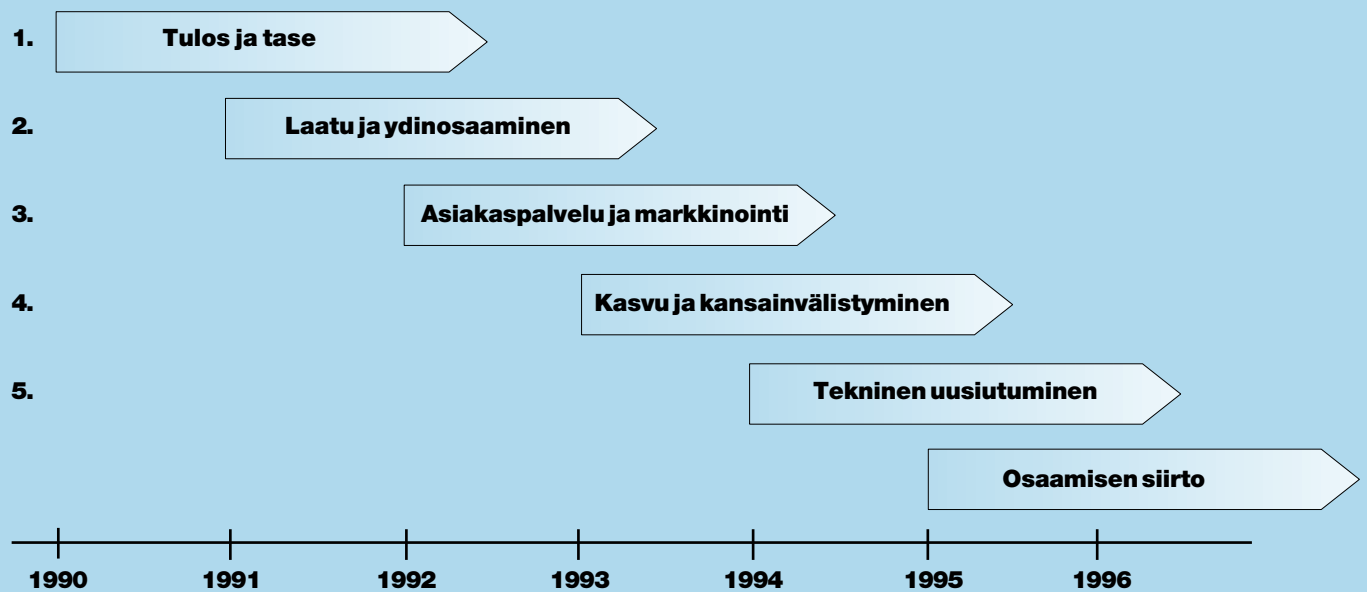 1. Tulos ja tase
2. Laatu ja ydinosaaminen
3. Asiakaspalvelu ja markkinointi
4. Kasvu ja kansainvälistyminen
5. Tekninen uusiutuminen
Osaamisen siirto
1990 1991 1992 1993 1994 1995 1996